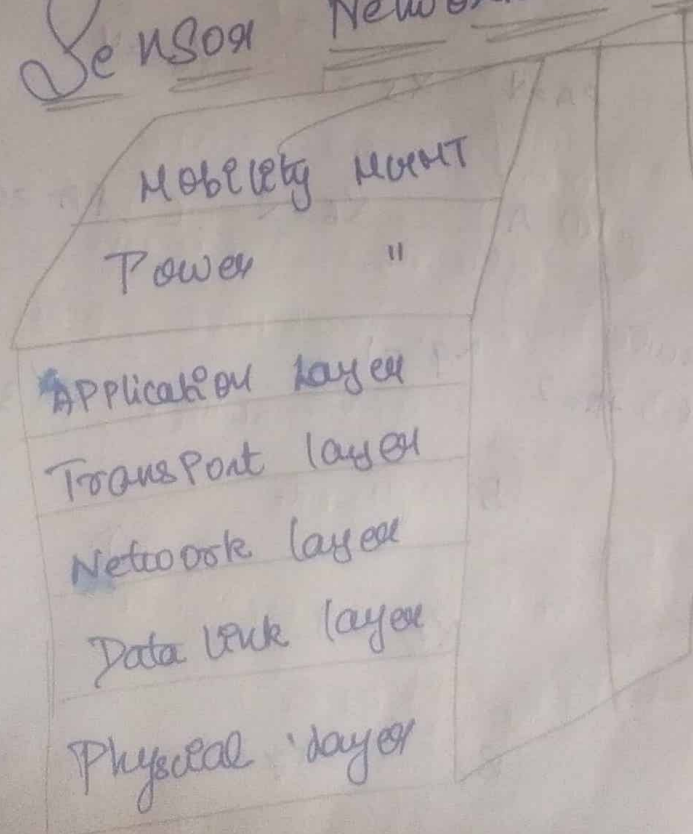 Sensor
Mobility MGMT
Power "
Application Layer
Transport layer
Network layer
Data link layer
Physical Layer